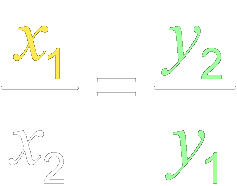 x₁ = y₂
x₂ y₁